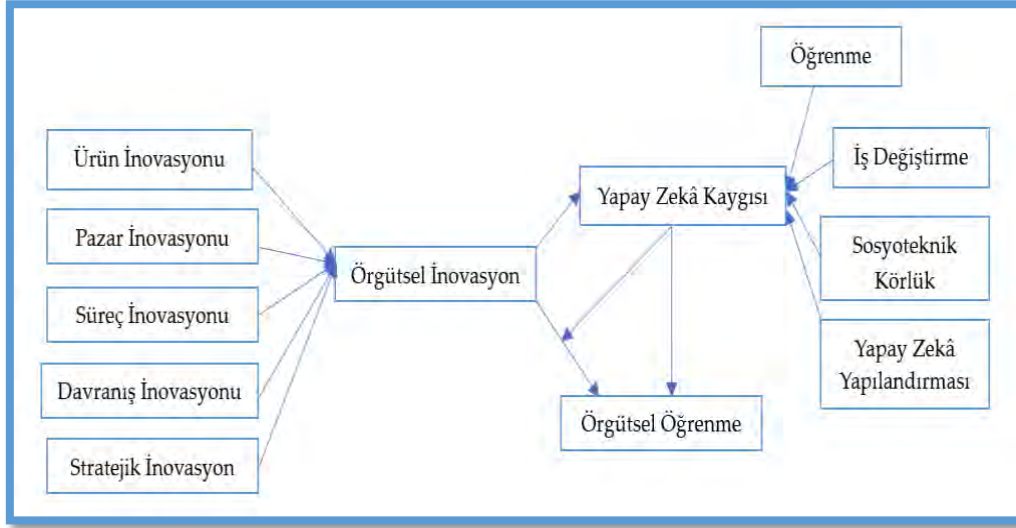 Ürün İnovasyonu
Pazar İnovasyonu
Süreç İnovasyonu
Davranış İnovasyonu
Stratejik İnovasyon
Örgütsel İnovasyon
Yapay Zekâ Kaygısı
Örgütsel Öğrenme
Öğrenme
İş Değiştirme
Sosyoteknik
Körlük
Yapay Zekâ
Yapılandırması